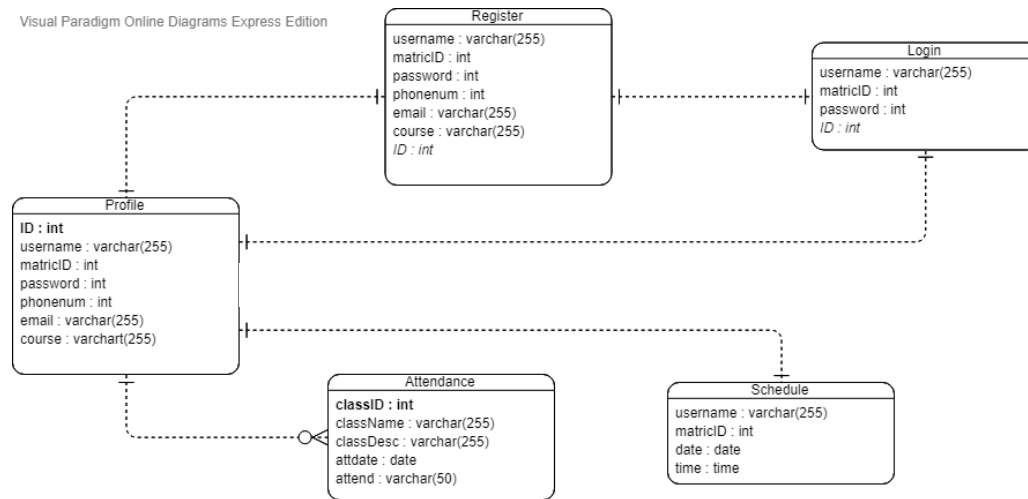 Visual Paradigm Online Diagrams Express Edition
Register
username : varchar(255)
matricID : int
password : int
phonenum : int
email : varchar(255)
course : varchar(255)
ID : int
Login
username : varchar(255)
matricID : int
password : int
ID : int
Profile
ID : int
username : varchar(255)
matricID : int
password : int
phonenum : int
email : varchar(255)
course : varchart(255)
Attendance
classID : int
className : varchar(255)
classDesc : varchar(255)
attdate : date
attend : varchar(50)
Schedule
username : varchar(255)
matricID : int
date : date
time : time